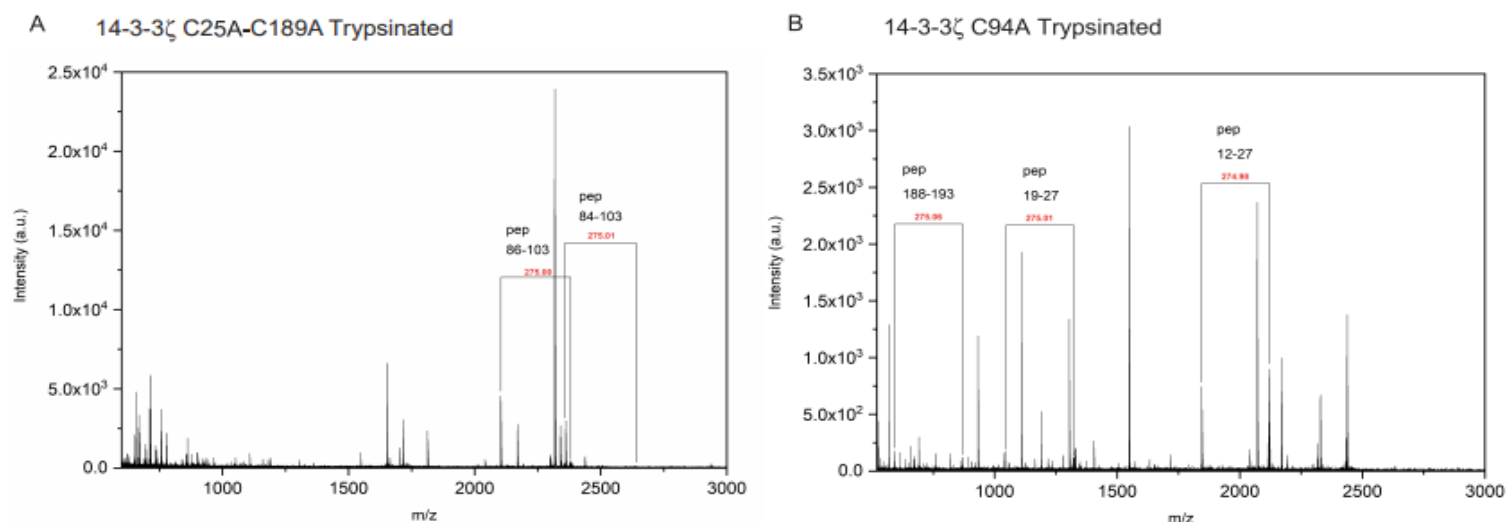 A 14-3-3ζ C25A-C189A Trypsinated
2.5x10⁴
2.0x10⁴
1.5x10⁴
1.0x10⁴
5.0x10³
0.0
Intensity (a.u.)
pep
84-103
275.01
pep
86-103
275.00
1000
1500
2000
2500
3000
m/z
B 14-3-3ζ C94A Trypsinated
3.5x10³
3.0x10³
2.5x10³
2.0x10³
1.5x10³
1.0x10³
5.0x10²
0.0
Intensity (a.u.)
pep
12-27
274.98
pep
188-193
275.06
pep
19-27
275.01
1000
1500
2000
2500
3000
m/z